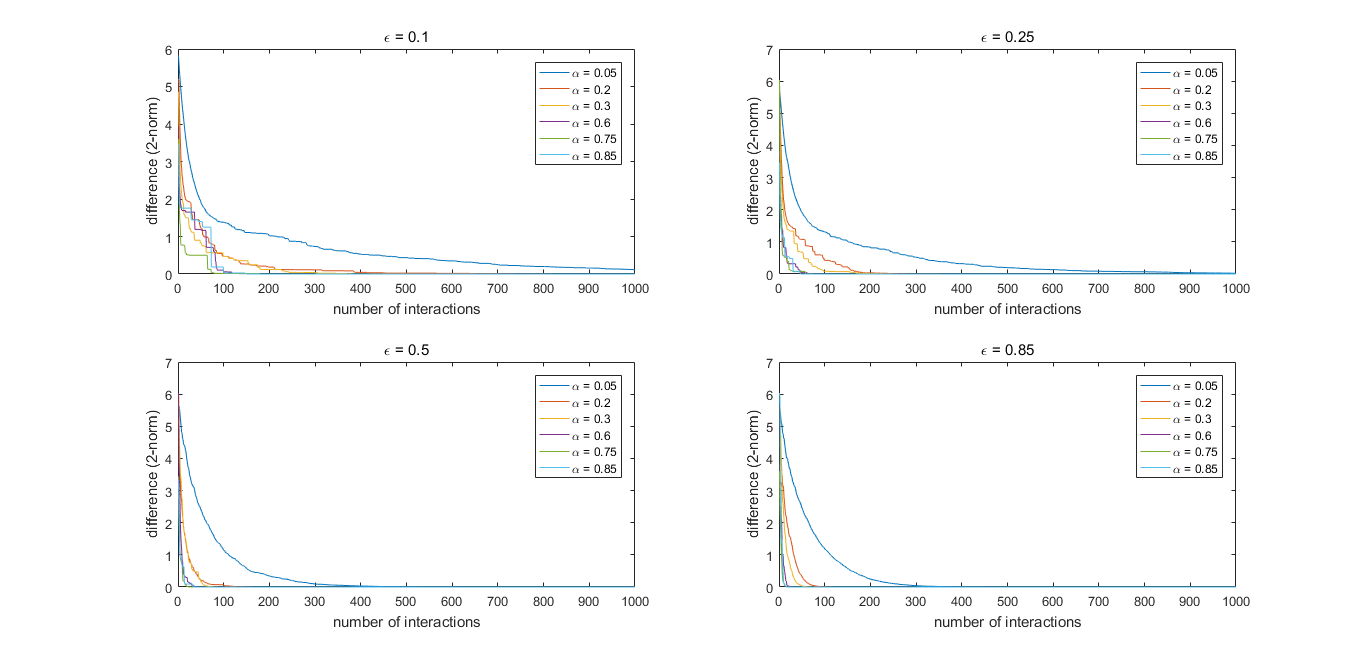 ϵ = 0.1
6
5
4
3
2
1
0
difference (2-norm)
α = 0.05
α = 0.2
α = 0.3
α = 0.6
α = 0.75
α = 0.85
0 100 200 300 400 500 600 700 800 900 1000
number of interactions
ϵ = 0.25
7
6
5
4
3
2
1
0
difference (2-norm)
α = 0.05
α = 0.2
α = 0.3
α = 0.6
α = 0.75
α = 0.85
0 100 200 300 400 500 600 700 800 900 1000
number of interactions
ϵ = 0.5
7
6
5
4
3
2
1
0
difference (2-norm)
α = 0.05
α = 0.2
α = 0.3
α = 0.6
α = 0.75
α = 0.85
0 100 200 300 400 500 600 700 800 900 1000
number of interactions
ϵ = 0.85
7
6
5
4
3
2
1
0
difference (2-norm)
α = 0.05
α = 0.2
α = 0.3
α = 0.6
α = 0.75
α = 0.85
0 100 200 300 400 500 600 700 800 900 1000
number of interactions